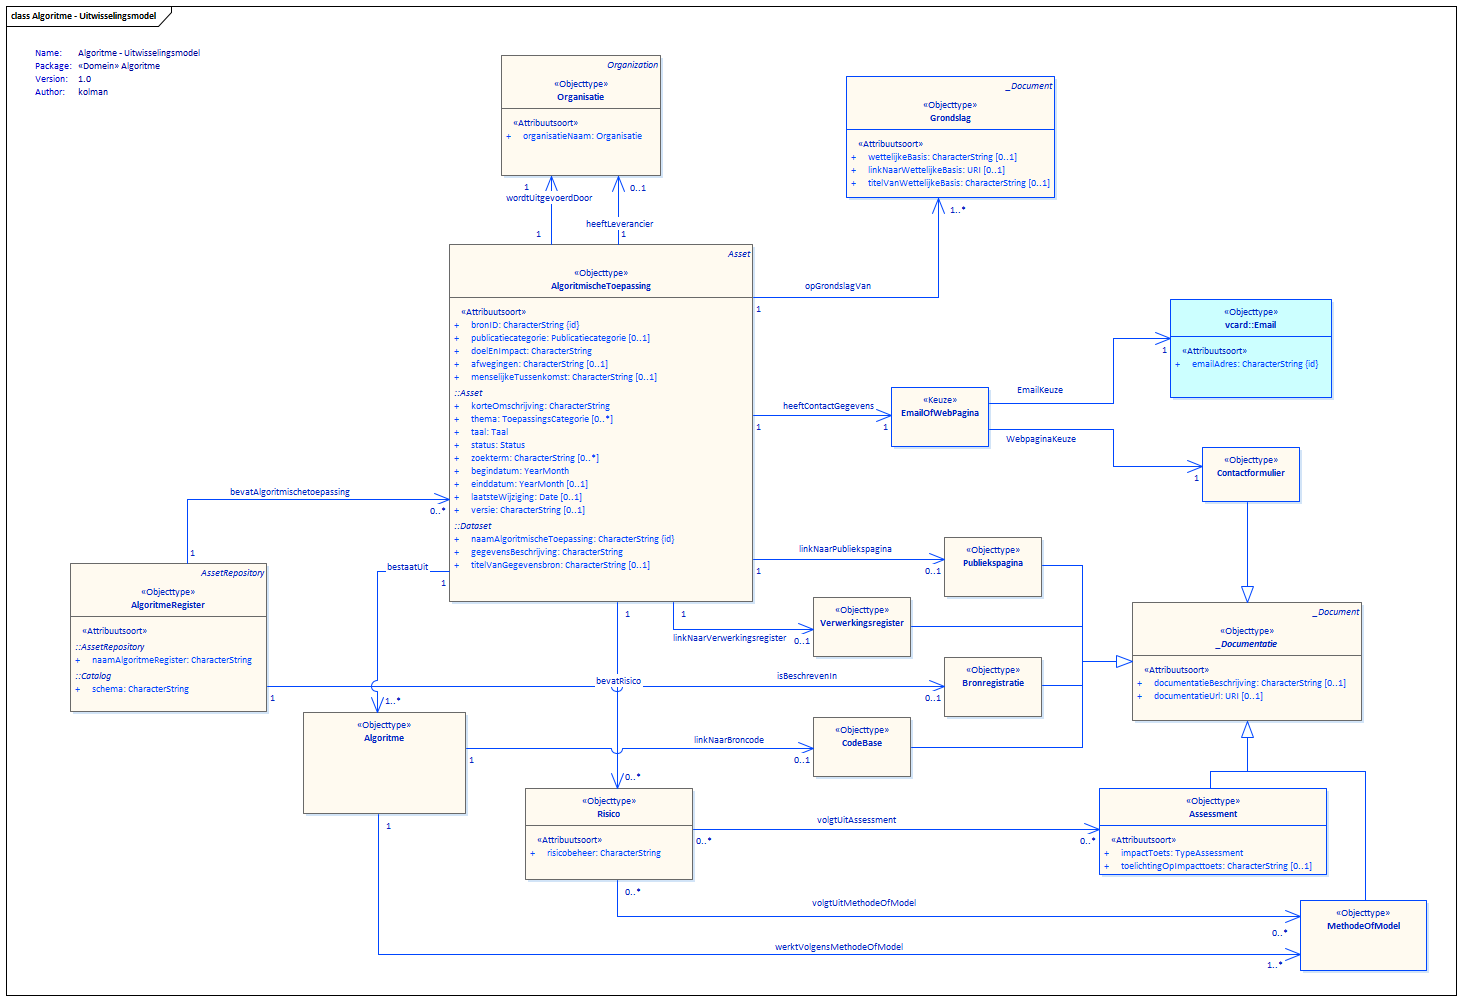 class Algoritme - Uitwisselingsmodel
Name: Algoritme - Uitwisselingsmodel
Package: «Domein» Algoritme
Version: 1.0
Author: kolman
Organization
«Objecttype»
Organisatie
«Attribuutsoort»
+ organisatieNaam: Organisatie
_Document
«Objecttype»
Grondslag
«Attribuutsoort»
+ wettelijkeBasis: CharacterString [0..1]
+ linkNaarWettelijkeBasis: URI [0..1]
+ titelVanWettelijkeBasis: CharacterString [0..1]
1
0..1
wordtUitgevoerdDoor
heeftLeverancier
1
1
1..*
Asset
«Objecttype»
AlgoritmischeToepassing
«Attribuutsoort»
+ bronID: CharacterString {id}
+ publicatiecategorie: Publicatiecategorie [0..1]
+ doelEnImpact: CharacterString
+ afwegingen: CharacterString [0..1]
+ menselijkeTussenkomst: CharacterString [0..1]
::Asset
+ korteOmschrijving: CharacterString
+ thema: ToepassingsCategorie [0..*]
+ taal: Taal
+ status: Status
+ zoekterm: CharacterString [0..*]
+ begindatum: YearMonth
+ einddatum: YearMonth [0..1]
+ laatsteWijziging: Date [0..1]
+ versie: CharacterString [0..1]
::Dataset
+ naamAlgoritmischeToepassing: CharacterString {id}
+ gegevensBeschrijving: CharacterString
+ titelVanGegevensbron: CharacterString [0..1]
opGrondslagVan
1
«Objecttype»
vcard::Email
«Attribuutsoort»
+ emailAdres: CharacterString {id}
1
EmailKeuze
heeftContactGegevens
1
1
«Keuze»
EmailOfWebPagina
WebpaginaKeuze
1
«Objecttype»
Contactformulier
bevatAlgoritmischetoepassing
0..*
1
linkNaarPubliekspagina
1
0..1
«Objecttype»
Publiekspagina
bestaatUit
1
AssetRepository
«Objecttype»
AlgoritmeRegister
«Attribuutsoort»
::AssetRepository
+ naamAlgoritmeRegister: CharacterString
::Catalog
+ schema: CharacterString
1
1
linkNaarVerwerkingsregister
0..1
«Objecttype»
Verwerkingsregister
_Document
«Objecttype»
_Documentatie
«Attribuutsoort»
+ documentatieBeschrijving: CharacterString [0..1]
+ documentatieUrl: URI [0..1]
bevatRisico
isBeschrevenIn
1
0..1
«Objecttype»
Bronregistratie
1..*
«Objecttype»
Algoritme
linkNaarBroncode
1
0..1
«Objecttype»
CodeBase
0..*
«Objecttype»
Risico
«Attribuutsoort»
+ risicobeheer: CharacterString
volgtUitAssessment
0..*
0..*
«Objecttype»
Assessment
«Attribuutsoort»
+ impactToets: TypeAssessment
+ toelichtingOpImpacttoets: CharacterString [0..1]
1
0..*
volgtUitMethodeOfModel
0..*
«Objecttype»
MethodeOfModel
werktVolgensMethodeOfModel
1..*